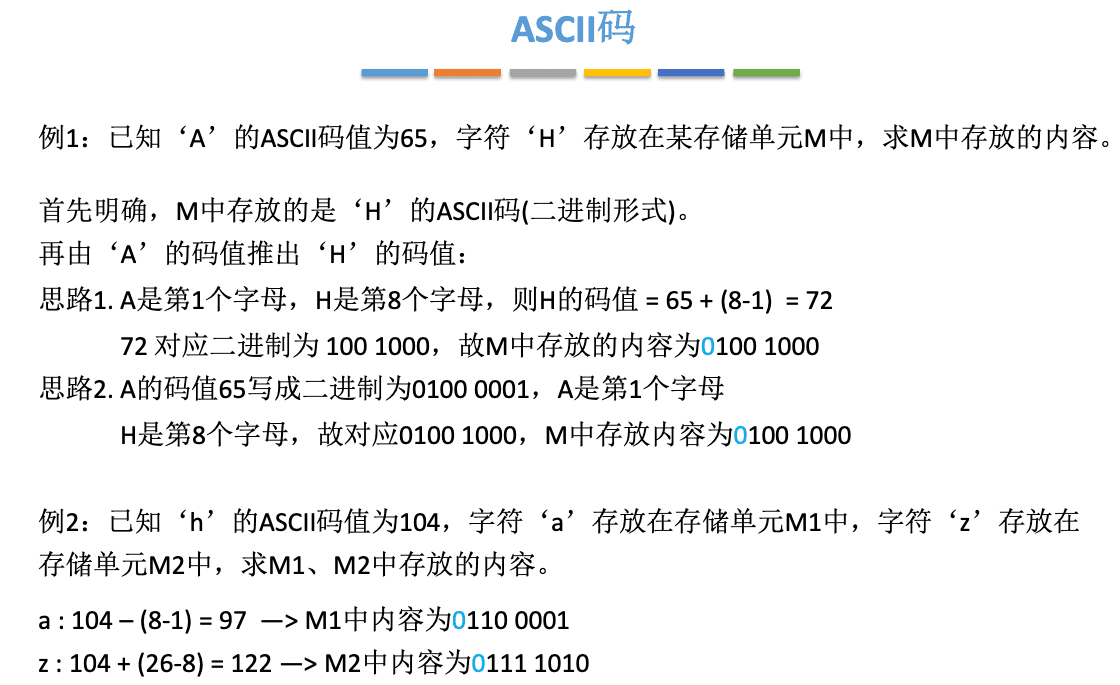 ASCII码
例1：已知‘A’的ASCII码值为65，字符‘H’存放在某存储单元M中，求M中存放的内容。
首先明确，M中存放的是‘H’的ASCII码(二进制形式)。
再由‘A’的码值推出‘H’的码值：
思路1. A是第1个字母，H是第8个字母，则H的码值 = 65 + (8-1) = 72
72 对应二进制为 100 1000，故M中存放的内容为0100 1000
思路2. A的码值65写成二进制为0100 0001，A是第1个字母
H是第8个字母，故对应0100 1000，M中存放内容为0100 1000
例2：已知‘h’的ASCII码值为104，字符‘a’存放在存储单元M1中，字符‘z’存放在
存储单元M2中，求M1、M2中存放的内容。
a : 104 – (8-1) = 97 —> M1中内容为0110 0001
z : 104 + (26-8) = 122 —> M2中内容为0111 1010